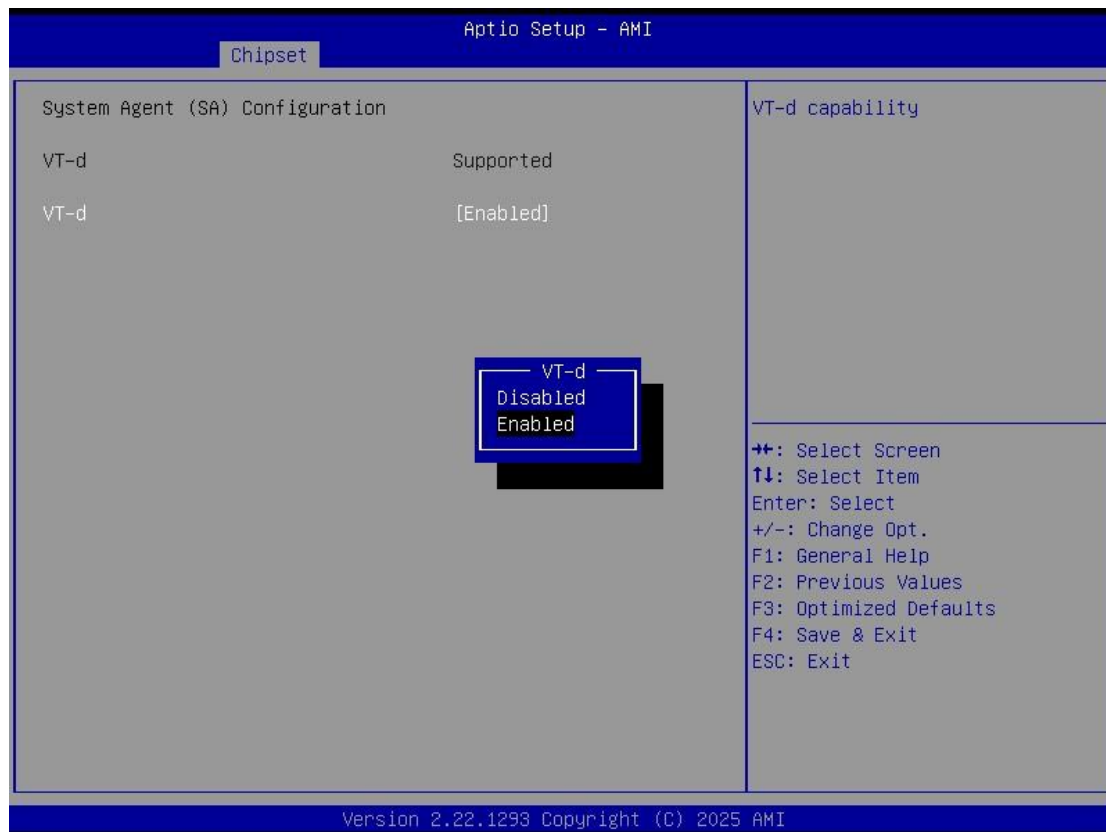 Aptio Setup – AMI
Chipset
System Agent (SA) Configuration
VT-d Supported
VT-d [Enabled]
VT-d
Disabled
Enabled
VT-d capability
→←: Select Screen
↑↓: Select Item
Enter: Select
+/-: Change Opt.
F1: General Help
F2: Previous Values
F3: Optimized Defaults
F4: Save & Exit
ESC: Exit
Version 2.22.1293 Copyright (C) 2025 AMI